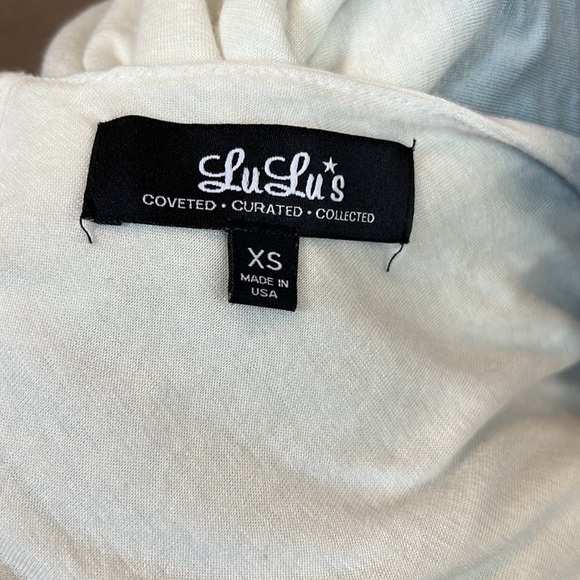 LuLu's
COVETED • CURATED • COLLECTED
XS
MADE IN
USA